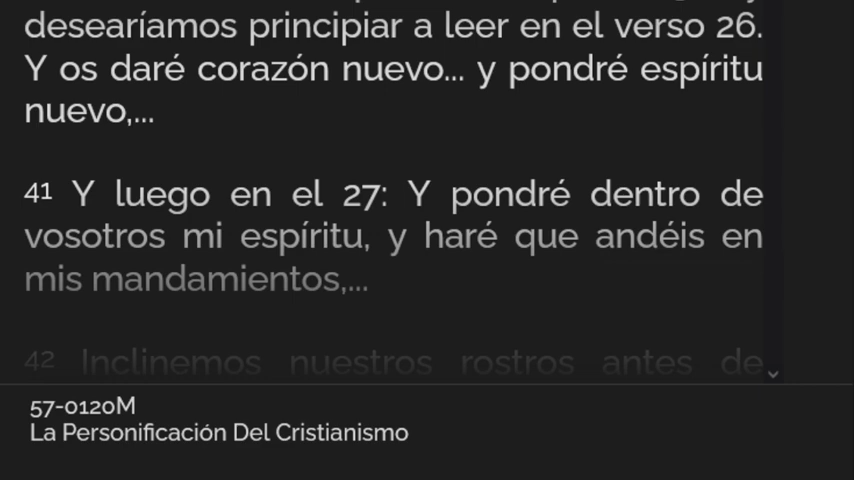 desearíamos principiar a leer en el verso 26.
Y os daré corazón nuevo... y pondré espíritu
nuevo,...
41 Y luego en el 27: Y pondré dentro de
vosotros mi espíritu, y haré que andéis en
mis mandamientos,...
42 Inclinemos nuestros rostros antes de
57-0120M
La Personificación Del Cristianismo